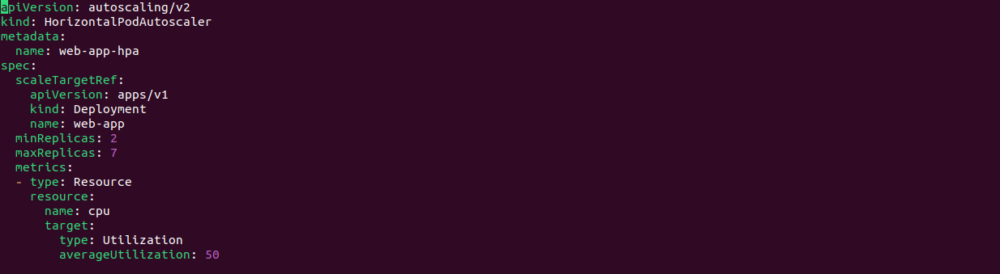 apiVersion: autoscaling/v2
kind: HorizontalPodAutoscaler
metadata:
  name: web-app-hpa
spec:
  scaleTargetRef:
    apiVersion: apps/v1
    kind: Deployment
    name: web-app
  minReplicas: 2
  maxReplicas: 7
  metrics:
  - type: Resource
    resource:
      name: cpu
      target:
        type: Utilization
        averageUtilization: 50